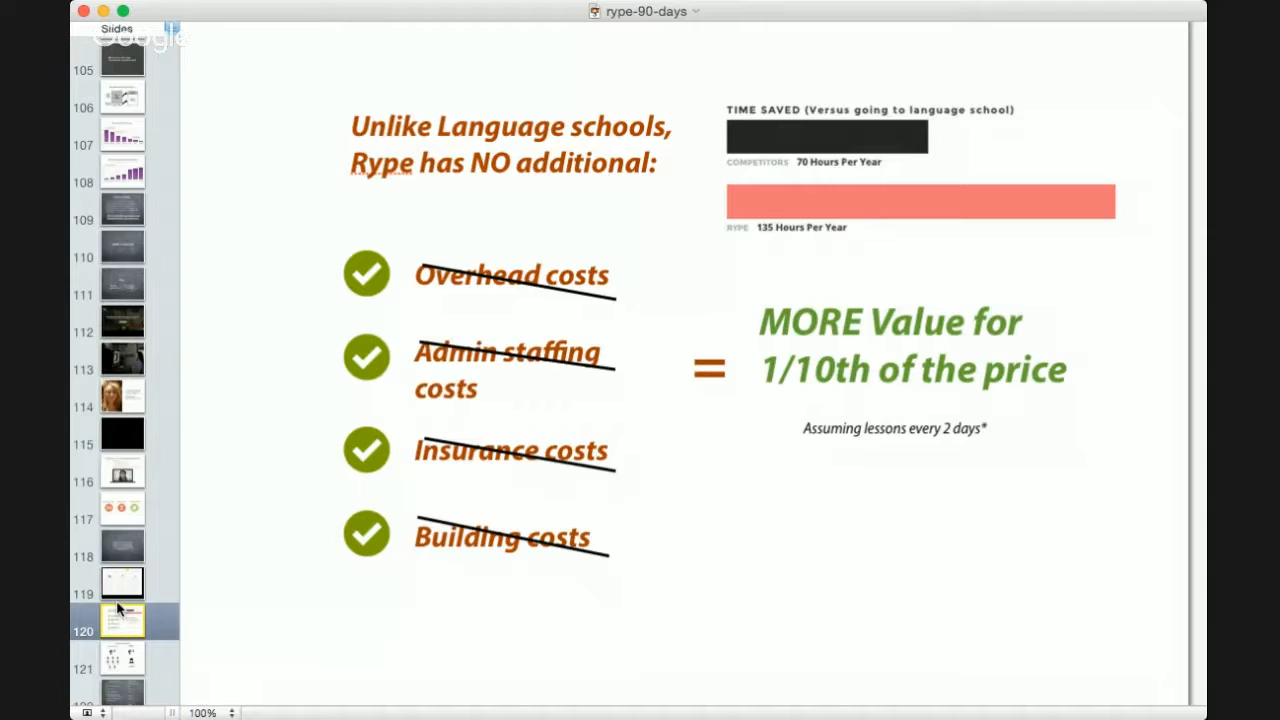 rype-90-days
Slides
Google
105
106
107
108
109
110
111
112
113
114
115
116
117
118
119
120
121
100%
Unlike Language schools,
Rype has NO additional:
Overhead costs
Admin staffing
costs
Insurance costs
Building costs
=
TIME SAVED (Versus going to language school)
COMPETITORS 70 Hours Per Year
RYPE 135 Hours Per Year
MORE Value for
1/10th of the price
Assuming lessons every 2 days*